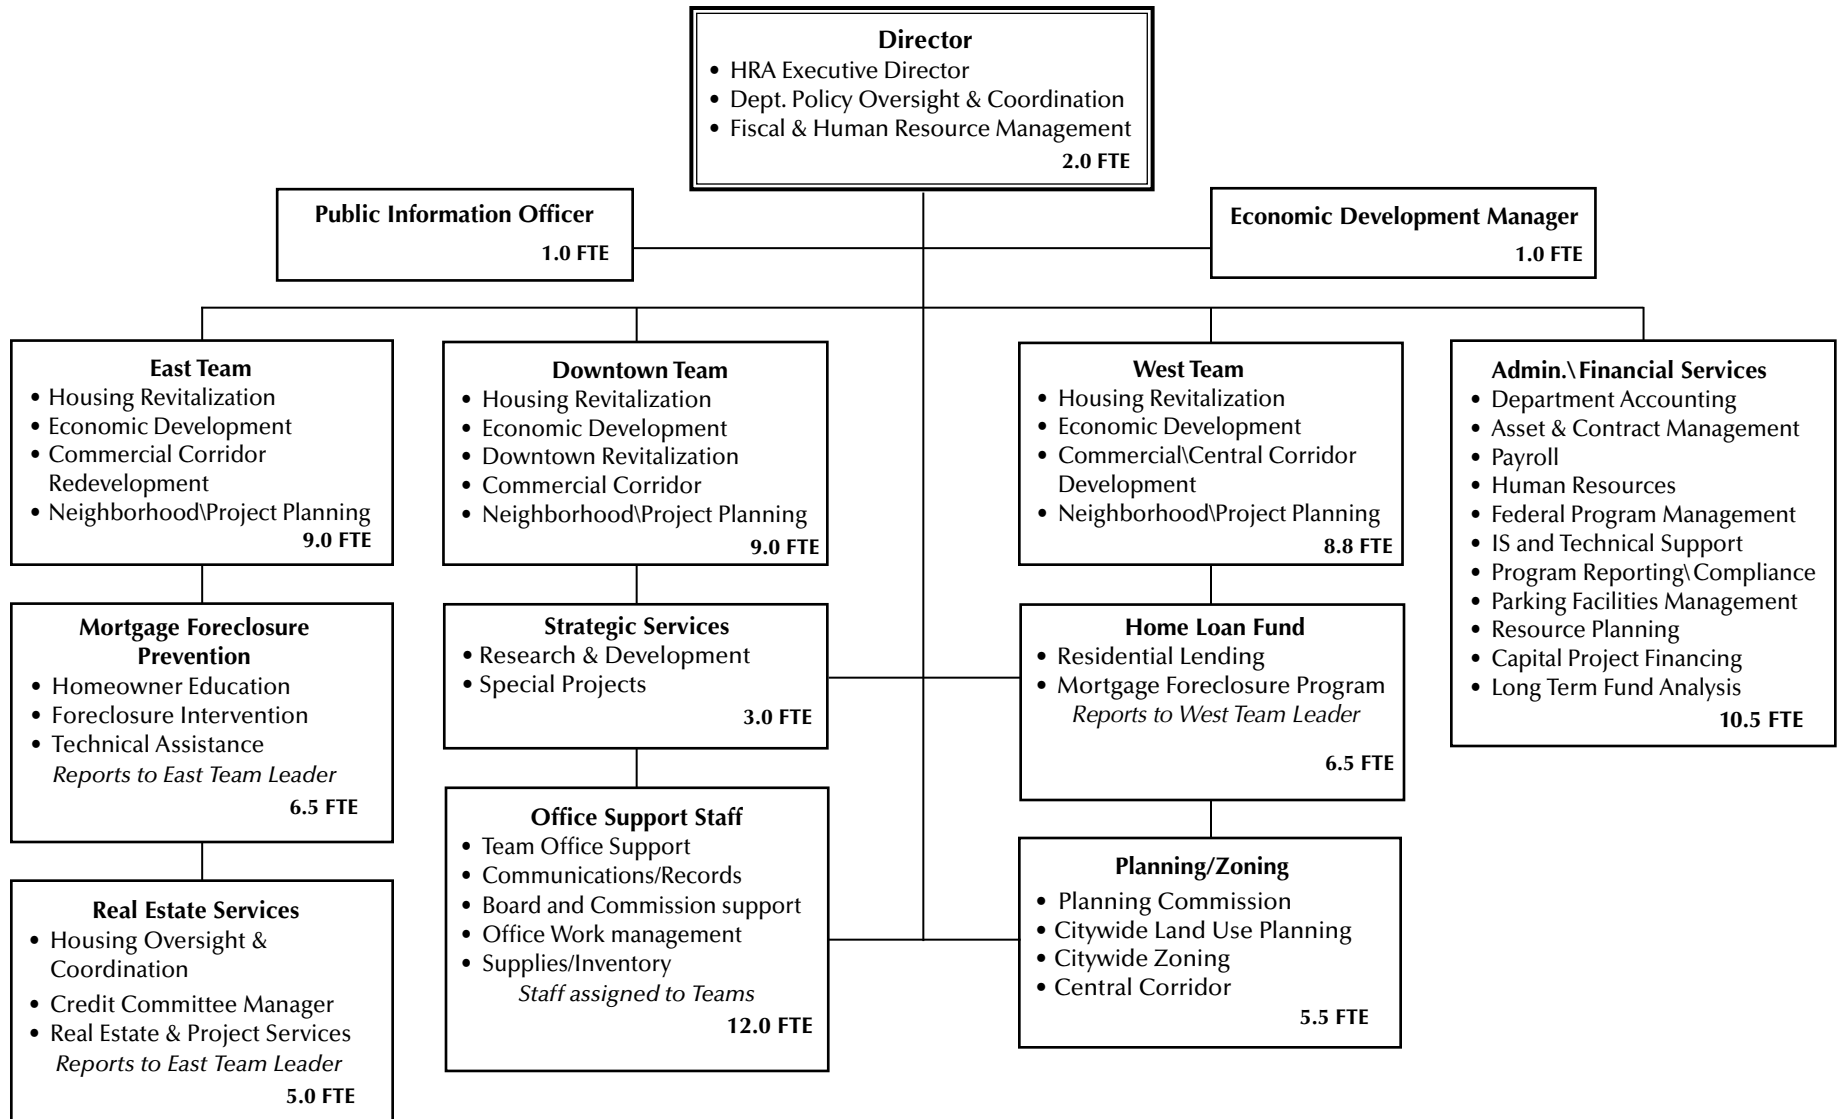 Director
• HRA Executive Director
• Dept. Policy Oversight & Coordination
• Fiscal & Human Resource Management
2.0 FTE
Public Information Officer
1.0 FTE
Economic Development Manager
1.0 FTE
East Team
• Housing Revitalization
• Economic Development
• Commercial Corridor
Redevelopment
• Neighborhood\Project Planning
9.0 FTE
Downtown Team
• Housing Revitalization
• Economic Development
• Downtown Revitalization
• Commercial Corridor
• Neighborhood\Project Planning
9.0 FTE
West Team
• Housing Revitalization
• Economic Development
• Commercial\Central Corridor
Development
• Neighborhood\Project Planning
8.8 FTE
Admin.\Financial Services
• Department Accounting
• Asset & Contract Management
• Payroll
• Human Resources
• Federal Program Management
• IS and Technical Support
• Program Reporting\Compliance
• Parking Facilities Management
• Resource Planning
• Capital Project Financing
• Long Term Fund Analysis
10.5 FTE
Mortgage Foreclosure
Prevention
• Homeowner Education
• Foreclosure Intervention
• Technical Assistance
Reports to East Team Leader
6.5 FTE
Strategic Services
• Research & Development
• Special Projects
3.0 FTE
Home Loan Fund
• Residential Lending
• Mortgage Foreclosure Program
Reports to West Team Leader
6.5 FTE
Real Estate Services
• Housing Oversight &
Coordination
• Credit Committee Manager
• Real Estate & Project Services
Reports to East Team Leader
5.0 FTE
Office Support Staff
• Team Office Support
• Communications/Records
• Board and Commission support
• Office Work management
• Supplies/Inventory
Staff assigned to Teams
12.0 FTE
Planning/Zoning
• Planning Commission
• Citywide Land Use Planning
• Citywide Zoning
• Central Corridor
5.5 FTE